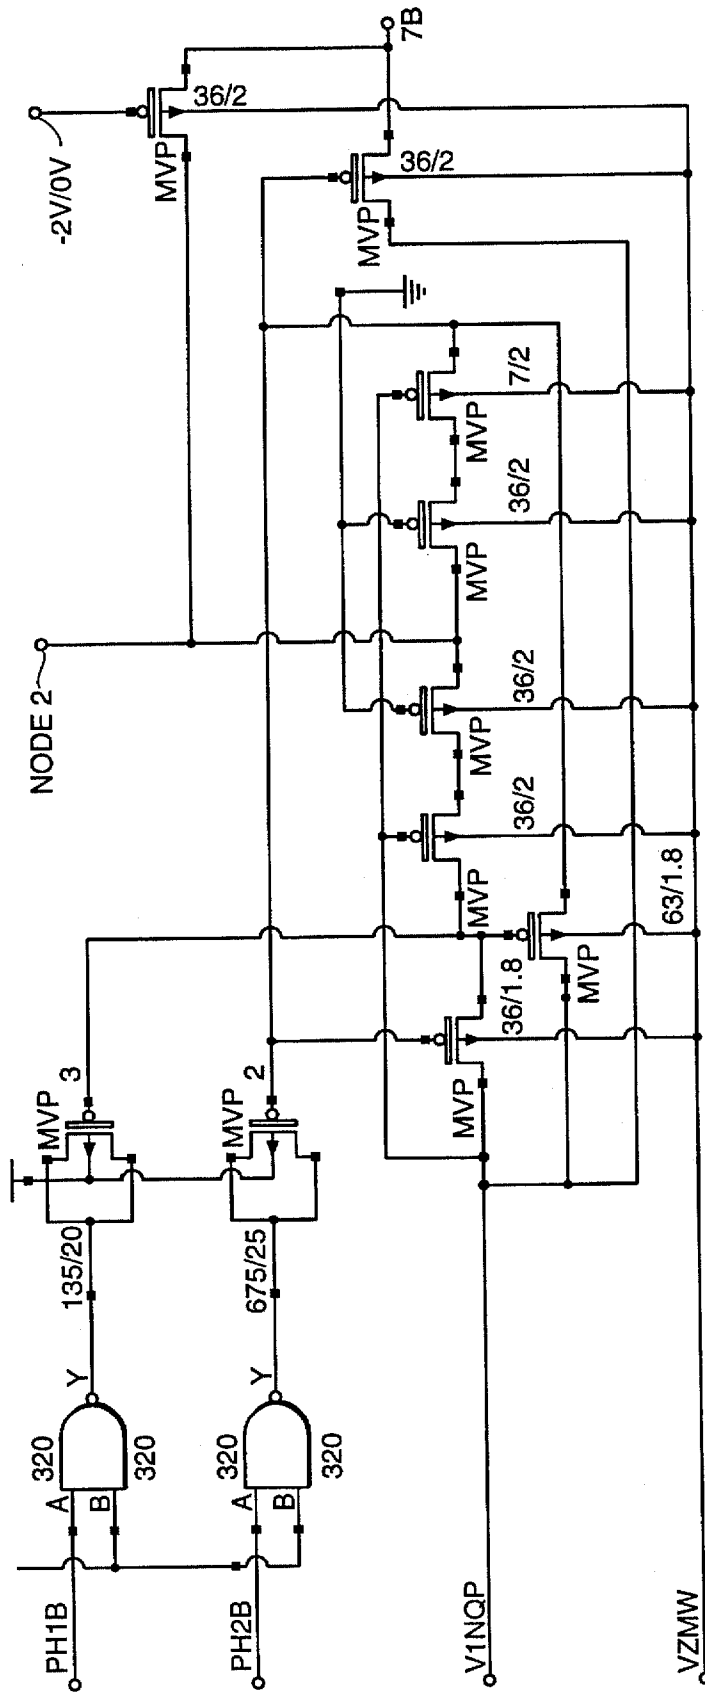 PH1B
A
B
320
320
Y
135/20
MVP
3
PH2B
A
B
320
320
Y
675/25
MVP
2
NODE 2
-2V/0V
MVP
36/2
7B
MVP
36/2
V1NQP
MVP
36/1.8
MVP
63/1.8
MVP
36/2
MVP
36/2
MVP
36/2
MVP
7/2
VZMW